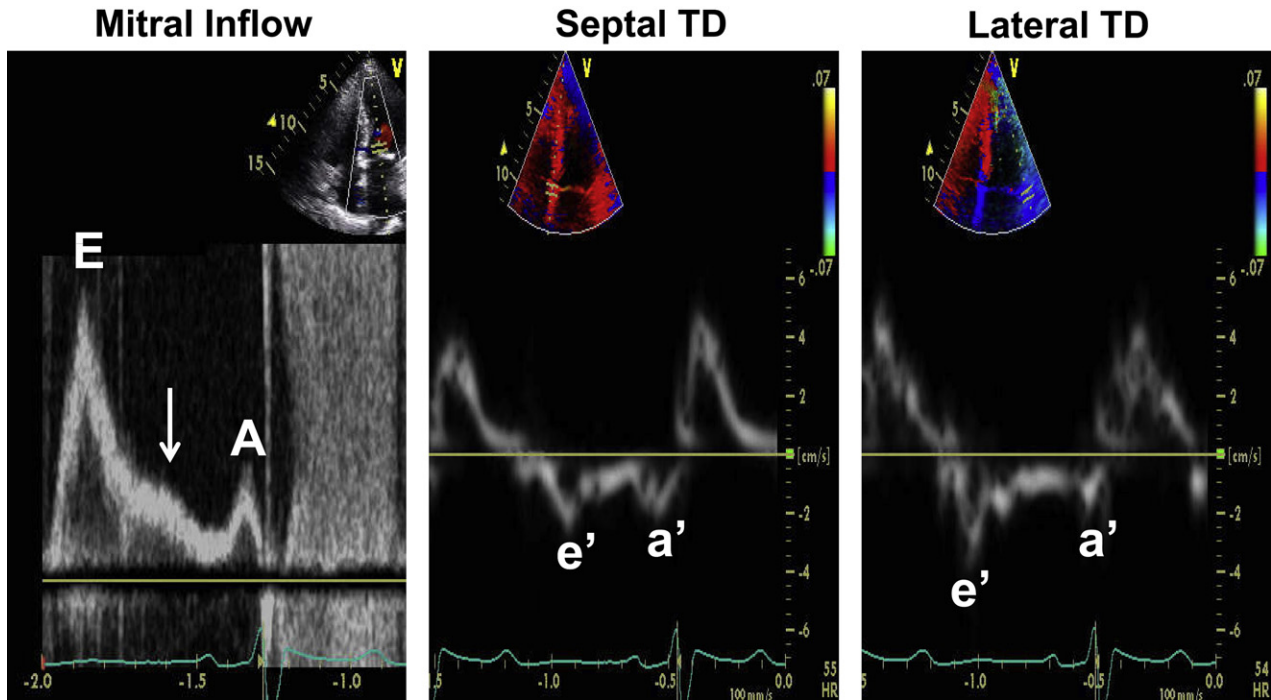 Mitral Inflow
Septal TD
Lateral TD
V
5
10
15
E
A
-2.0
-1.5
-1.0
V
5
10
.07
-.07
6
4
2
[cm/s]
-2
-4
-6
e’
a’
-1.0
-0.5
0.0
100 mm/s
55
HR
V
5
10
.07
-.07
6
4
2
[cm/s]
-2
-4
-6
e’
a’
-1.0
-0.5
0.0
100 mm/s
54
HR